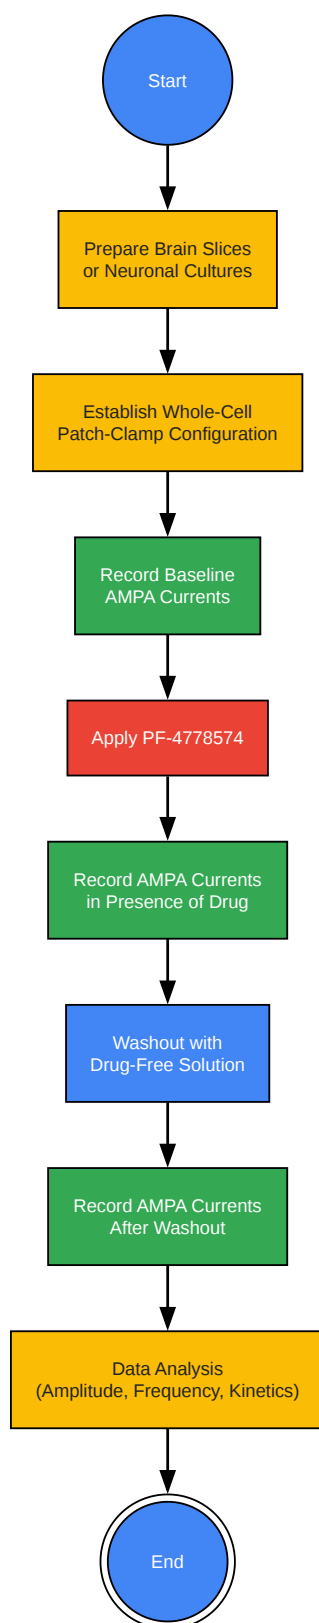 Start
Prepare Brain Slices
or Neuronal Cultures
Establish Whole-Cell
Patch-Clamp Configuration
Record Baseline
AMPA Currents
Apply PF-4778574
Record AMPA Currents
in Presence of Drug
Washout with
Drug-Free Solution
Record AMPA Currents
After Washout
Data Analysis
(Amplitude, Frequency, Kinetics)
End